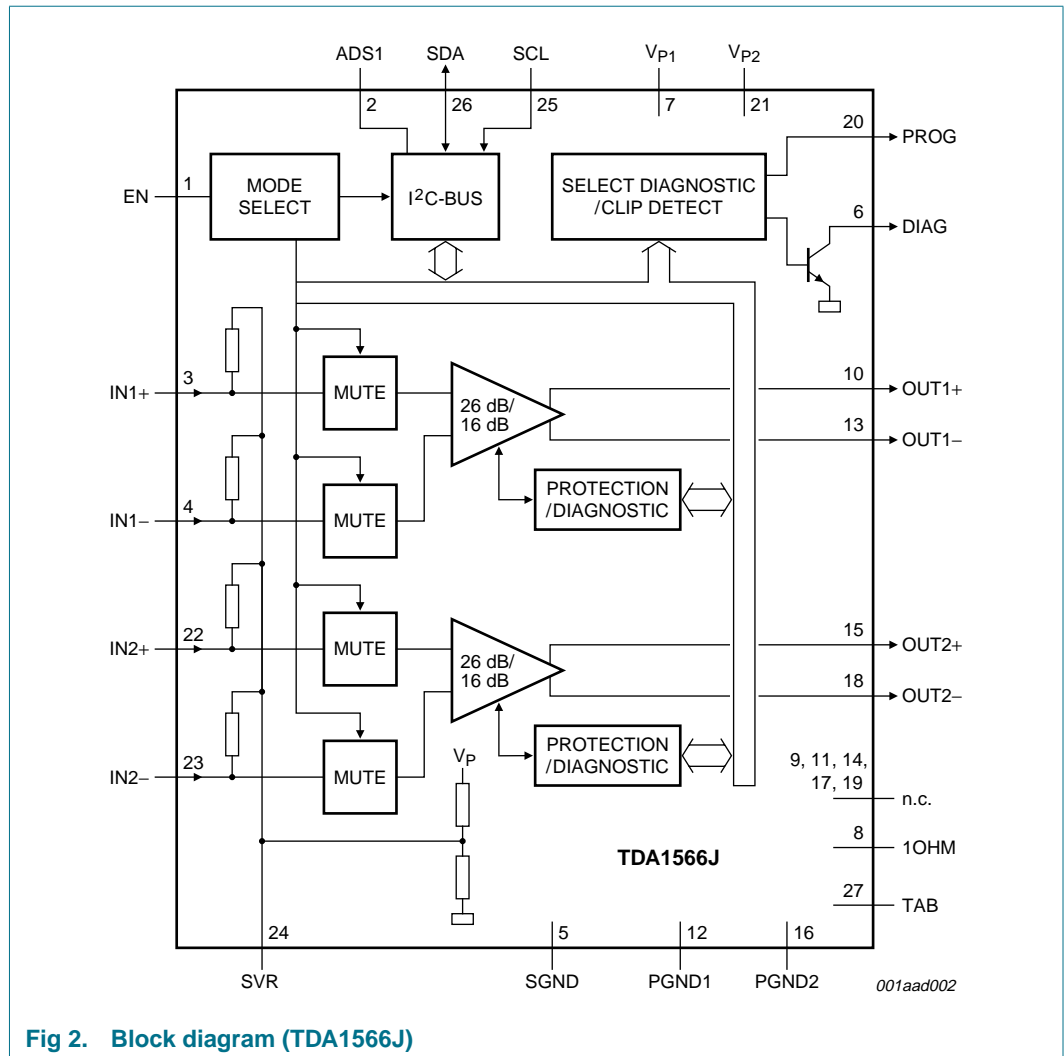 ADS1 SDA SCL VP1 VP2
2 26 25 7 21
20 PROG
EN 1 MODE SELECT
I2C-BUS
SELECT DIAGNOSTIC
/CLIP DETECT
6 DIAG
IN1+ 3 MUTE
26 dB/
16 dB
10 OUT1+
13 OUT1−
IN1− 4 MUTE
PROTECTION
/DIAGNOSTIC
IN2+ 22 MUTE
26 dB/
16 dB
15 OUT2+
18 OUT2−
IN2− 23 MUTE
VP
PROTECTION
/DIAGNOSTIC
9, 11, 14,
17, 19
n.c.
8 1OHM
TDA1566J
27 TAB
24 5 12 16
SVR SGND PGND1 PGND2
001aad002
Fig 2. Block diagram (TDA1566J)